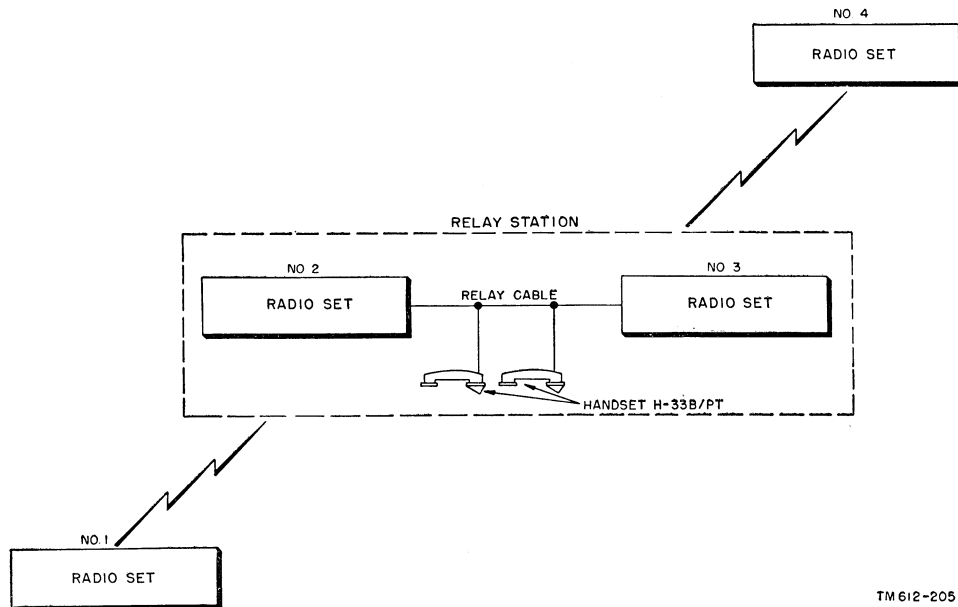 NO. 4
RADIO SET
RELAY STATION
NO 2
RADIO SET
RELAY CABLE
NO 3
RADIO SET
HANDSET H-33B/PT
NO. 1
RADIO SET
TM 612-205